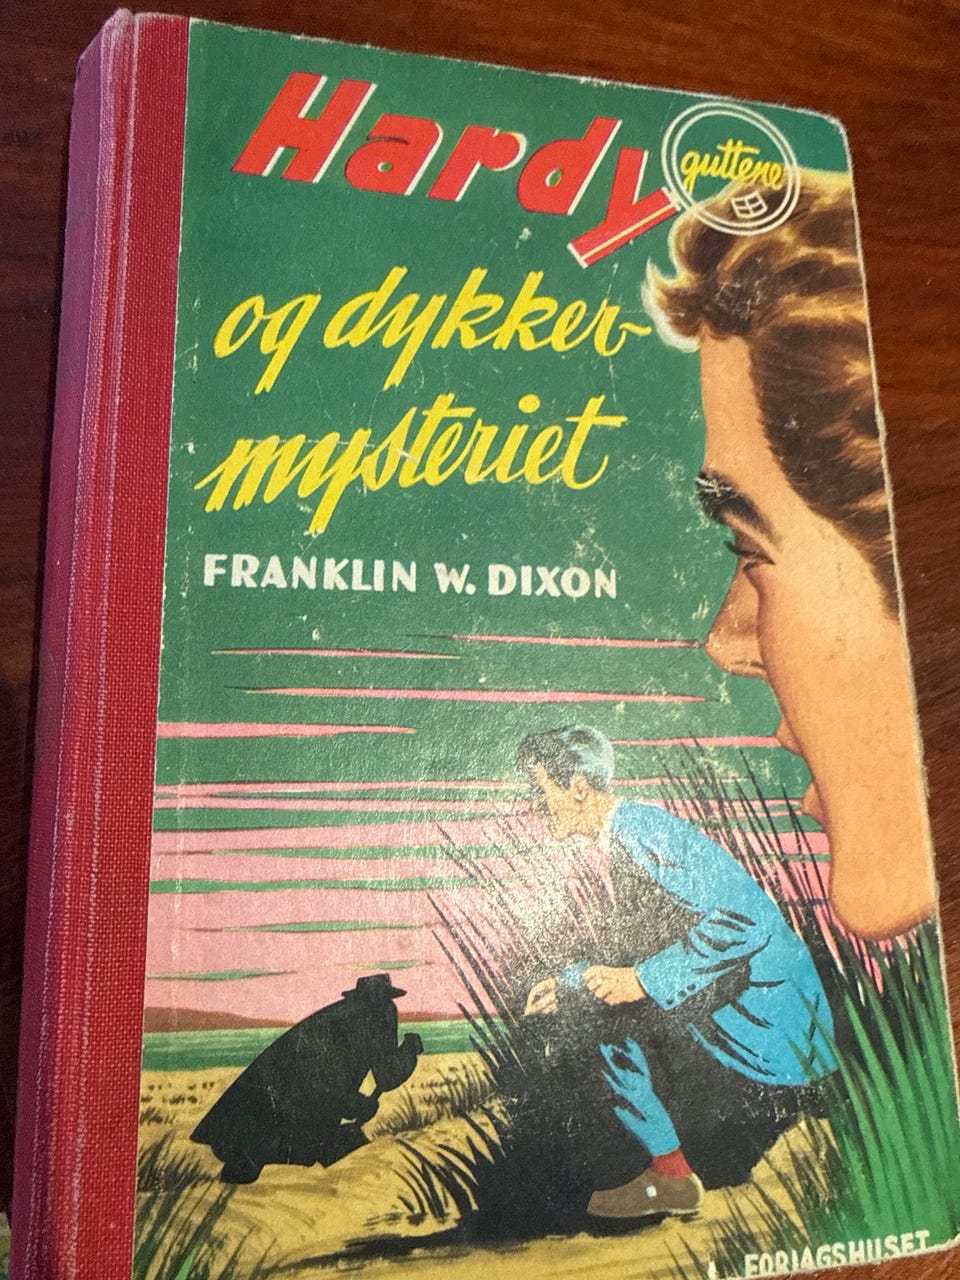 Hardy
guttene
og dykker-
mysteriet
FRANKLIN W. DIXON
FORLAGSHUSET